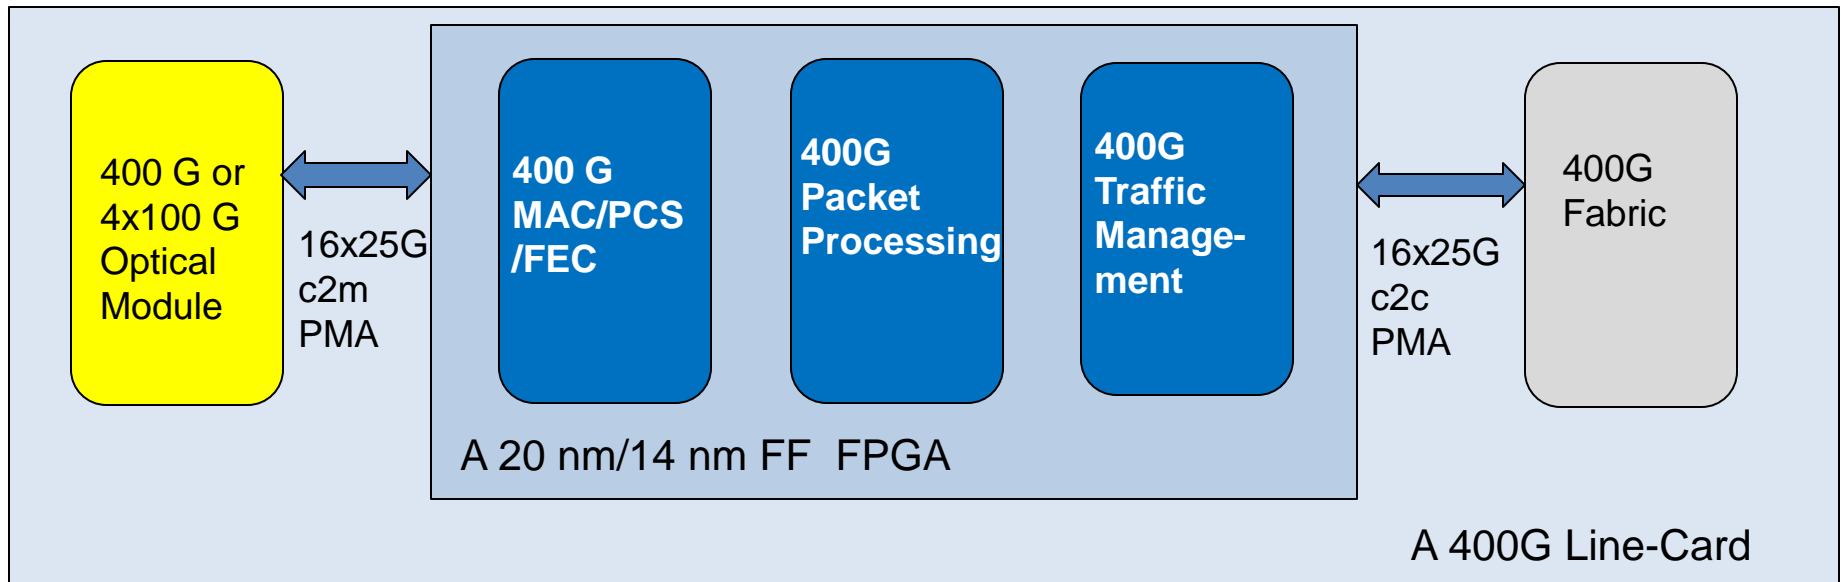 400 G or
4x100 G
Optical
Module
16x25G
c2m
PMA
400 G
MAC/PCS
/FEC
400G
Packet
Processing
400G
Traffic
Manage-
ment
16x25G
c2c
PMA
400G
Fabric
A 20 nm/14 nm FF  FPGA
A 400G Line-Card